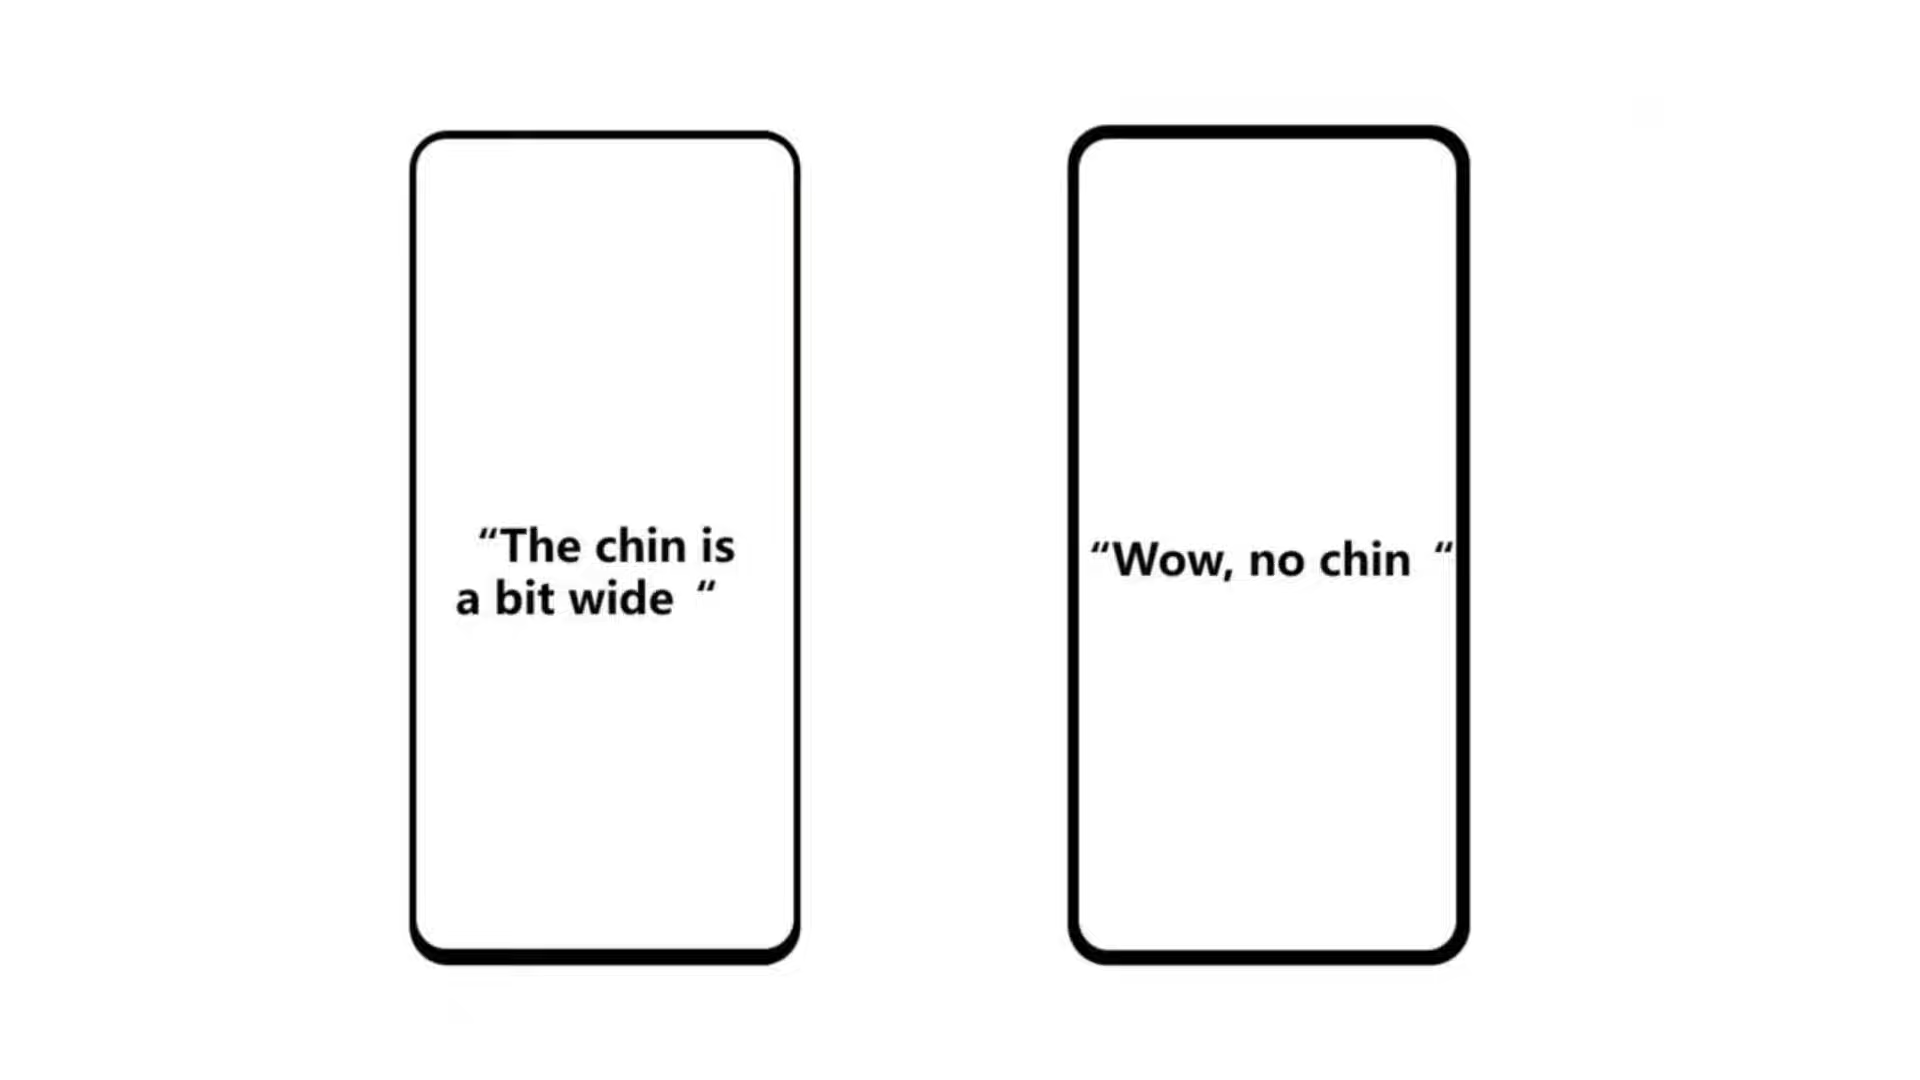 “The chin is
a bit wide “
“Wow, no chin “